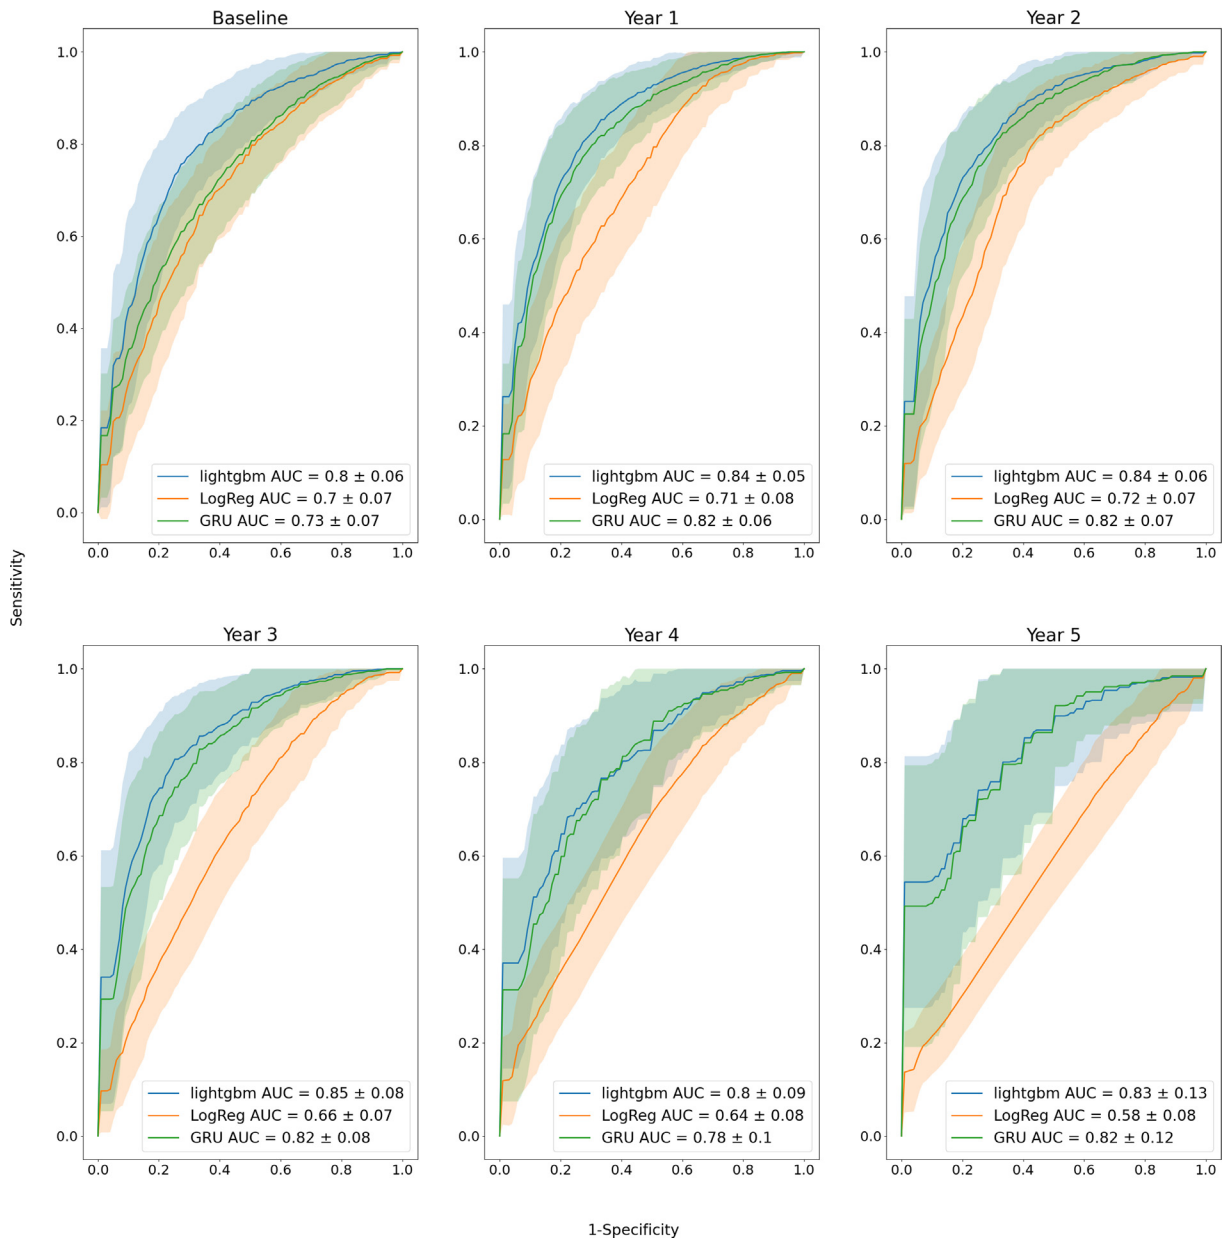 Baseline
1.0
0.8
0.6
0.4
0.2
0.0
lightgbm AUC = 0.8 ± 0.06
LogReg AUC = 0.7 ± 0.07
GRU AUC = 0.73 ± 0.07
0.0 0.2 0.4 0.6 0.8 1.0
Year 1
1.0
0.8
0.6
0.4
0.2
0.0
lightgbm AUC = 0.84 ± 0.05
LogReg AUC = 0.71 ± 0.08
GRU AUC = 0.82 ± 0.06
0.0 0.2 0.4 0.6 0.8 1.0
Year 2
1.0
0.8
0.6
0.4
0.2
0.0
lightgbm AUC = 0.84 ± 0.06
LogReg AUC = 0.72 ± 0.07
GRU AUC = 0.82 ± 0.07
0.0 0.2 0.4 0.6 0.8 1.0
Sensitivity
Year 3
1.0
0.8
0.6
0.4
0.2
0.0
lightgbm AUC = 0.85 ± 0.08
LogReg AUC = 0.66 ± 0.07
GRU AUC = 0.82 ± 0.08
0.0 0.2 0.4 0.6 0.8 1.0
Year 4
1.0
0.8
0.6
0.4
0.2
0.0
lightgbm AUC = 0.8 ± 0.09
LogReg AUC = 0.64 ± 0.08
GRU AUC = 0.78 ± 0.1
0.0 0.2 0.4 0.6 0.8 1.0
Year 5
1.0
0.8
0.6
0.4
0.2
0.0
lightgbm AUC = 0.83 ± 0.13
LogReg AUC = 0.58 ± 0.08
GRU AUC = 0.82 ± 0.12
0.0 0.2 0.4 0.6 0.8 1.0
1-Specificity